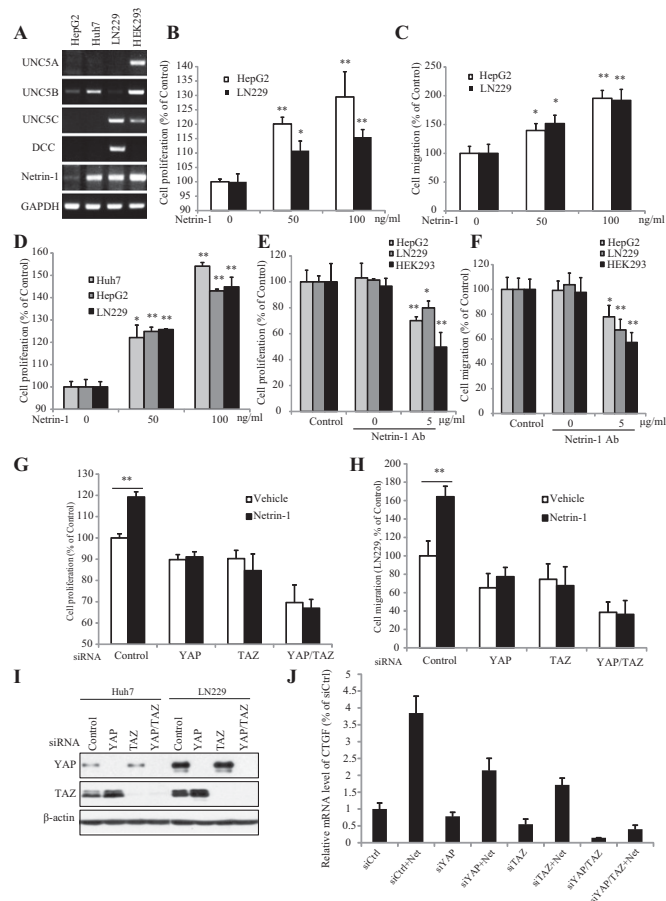 A
HepG2
Huh7
LN229
HEK293
UNC5A
UNC5B
UNC5C
DCC
Netrin-1
GAPDH
B
Cell proliferation (% of Control)
135
130
125
120
115
110
105
100
95
90
HepG2
LN229
**
*
**
**
Netrin-1
0
50
100
ng/ml
C
Cell migration (% of Control)
250
200
150
100
50
0
HepG2
LN229
*
*
**
**
Netrin-1
0
50
100
ng/ml
D
Cell proliferation (% of Control)
160
150
140
130
120
110
100
90
Huh7
HepG2
LN229
* ** **
** ** **
Netrin-1
0
50
100
ng/ml
E
Cell proliferation (% of Control)
120
100
80
60
40
20
0
HepG2
LN229
HEK293
**
*
**
Control
0
5
μg/ml
Netrin-1 Ab
F
Cell migration (% of Control)
120
100
80
60
40
20
0
HepG2
LN229
HEK293
*
**
**
Control
0
5
μg/ml
Netrin-1 Ab
G
Cell proliferation (% of Control)
130
120
110
100
90
80
70
60
50
**
Vehicle
Netrin-1
siRNA
Control
YAP
TAZ
YAP/TAZ
H
Cell migration (LN229, % of Control)
200
180
160
140
120
100
80
60
40
20
0
**
Vehicle
Netrin-1
siRNA
Control
YAP
TAZ
YAP/TAZ
I
Huh7
LN229
siRNA
Control
YAP
TAZ
YAP/TAZ
Control
YAP
TAZ
YAP/TAZ
YAP
TAZ
β-actin
J
Relative mRNA level of CTGF (% of siCtrl)
5
4.5
4
3.5
3
2.5
2
1.5
1
0.5
0
siCtrl
siCtrl+Net
siYAP
siYAP+Net
siTAZ
siTAZ+Net
siYAP/TAZ
siYAP/TAZ+Net